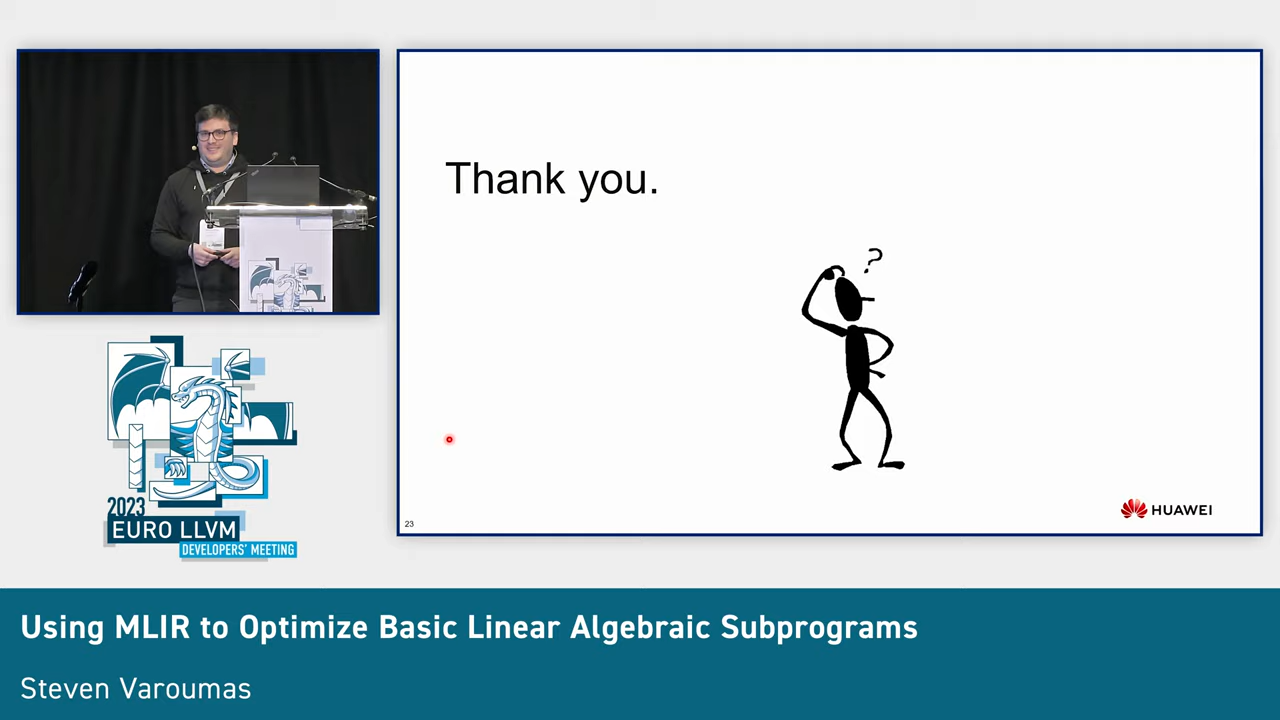 Thank you.
?
23
HUAWEI
2023
EURO LLVM
DEVELOPERS' MEETING
Using MLIR to Optimize Basic Linear Algebraic Subprograms
Steven Varoumas